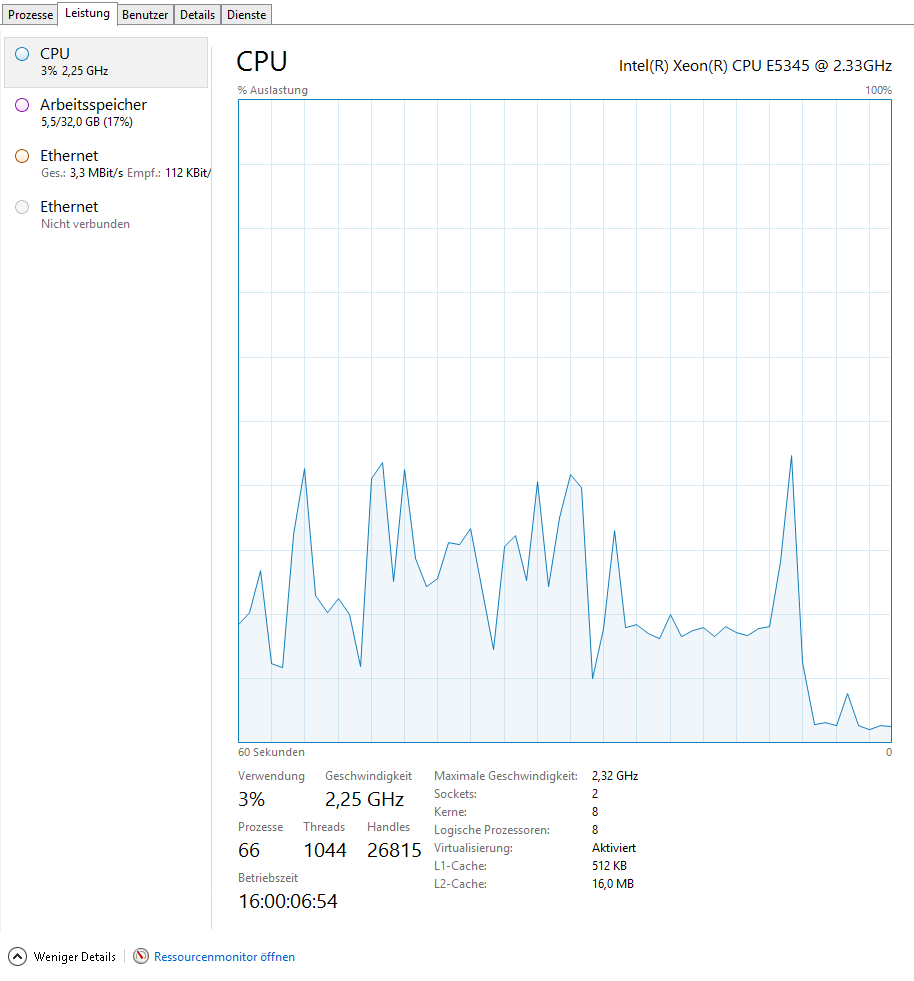 Prozesse Leistung Benutzer Details Dienste
CPU
3% 2,25 GHz
Arbeitsspeicher
5,5/32,0 GB (17%)
Ethernet
Ges.: 3,3 MBit/s Empf.: 112 KBit/
Ethernet
Nicht verbunden
CPU
Intel(R) Xeon(R) CPU E5345 @ 2.33GHz
% Auslastung 100%
60 Sekunden 0
Verwendung Geschwindigkeit
3% 2,25 GHz
Prozesse Threads Handles
66 1044 26815
Betriebszeit
16:00:06:54
Maximale Geschwindigkeit: 2,32 GHz
Sockets: 2
Kerne: 8
Logische Prozessoren: 8
Virtualisierung: Aktiviert
L1-Cache: 512 KB
L2-Cache: 16,0 MB
Weniger Details Ressourcenmonitor öffnen